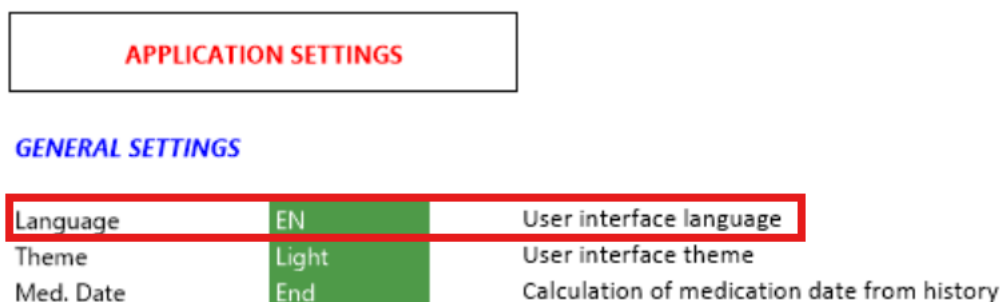 APPLICATION SETTINGS
GENERAL SETTINGS
Language EN User interface language
Theme Light User interface theme
Med. Date End Calculation of medication date from history